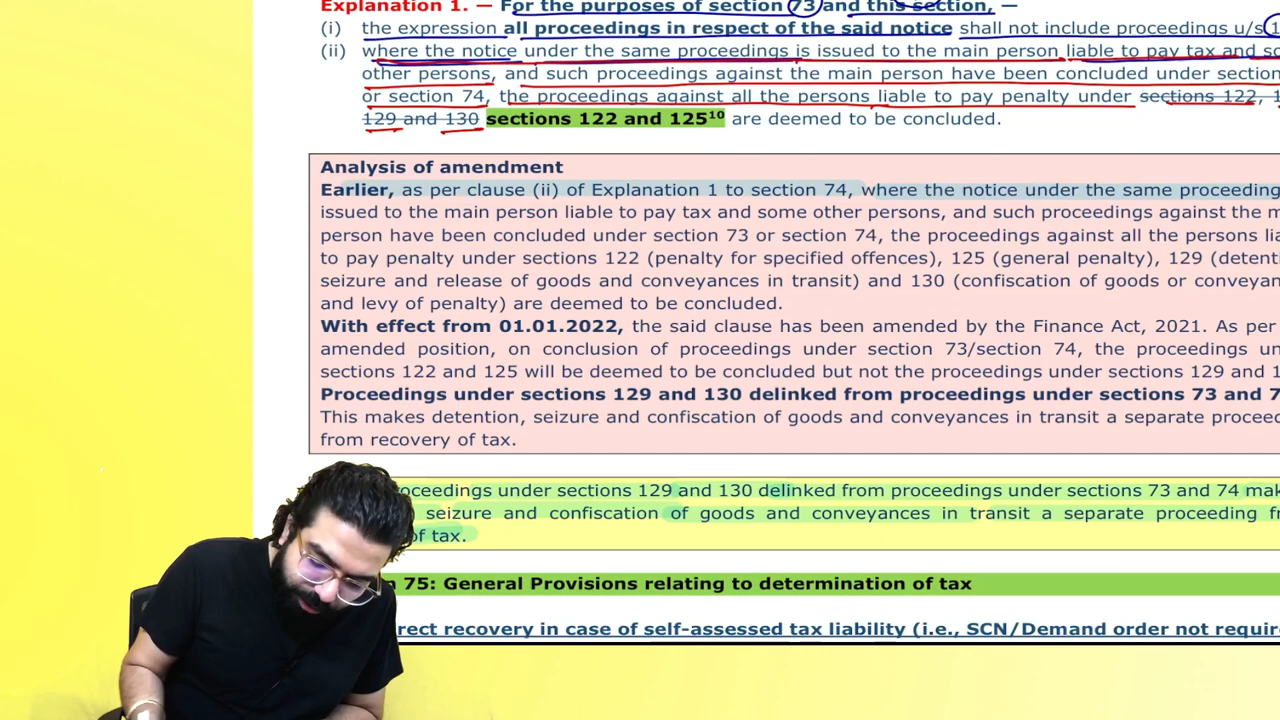 Explanation 1. — For the purposes of section 73 and this section, —
(i) the expression all proceedings in respect of the said notice shall not include proceedings u/s
(ii) where the notice under the same proceedings is issued to the main person liable to pay tax and
other persons, and such proceedings against the main person have been concluded under section
or section 74, the proceedings against all the persons liable to pay penalty under sections 122,
129 and 130 sections 122 and 125¹⁰ are deemed to be concluded.
Analysis of amendment
Earlier, as per clause (ii) of Explanation 1 to section 74, where the notice under the same proceeding
issued to the main person liable to pay tax and some other persons, and such proceedings against the
person have been concluded under section 73 or section 74, the proceedings against all the persons
to pay penalty under sections 122 (penalty for specified offences), 125 (general penalty), 129
seizure and release of goods and conveyances in transit) and 130 (confiscation of goods or
and levy of penalty) are deemed to be concluded.
With effect from 01.01.2022, the said clause has been amended by the Finance Act, 2021. As per
amended position, on conclusion of proceedings under section 73/section 74, the proceedings
sections 122 and 125 will be deemed to be concluded but not the proceedings under sections 129 and
Proceedings under sections 129 and 130 delinked from proceedings under sections 73 and
This makes detention, seizure and confiscation of goods and conveyances in transit a separate
from recovery of tax.
oceedings under sections 129 and 130 delinked from proceedings under sections 73 and 74
seizure and confiscation of goods and conveyances in transit a separate proceeding
of tax.
75: General Provisions relating to determination of tax
rect recovery in case of self-assessed tax liability (i.e., SCN/Demand order not